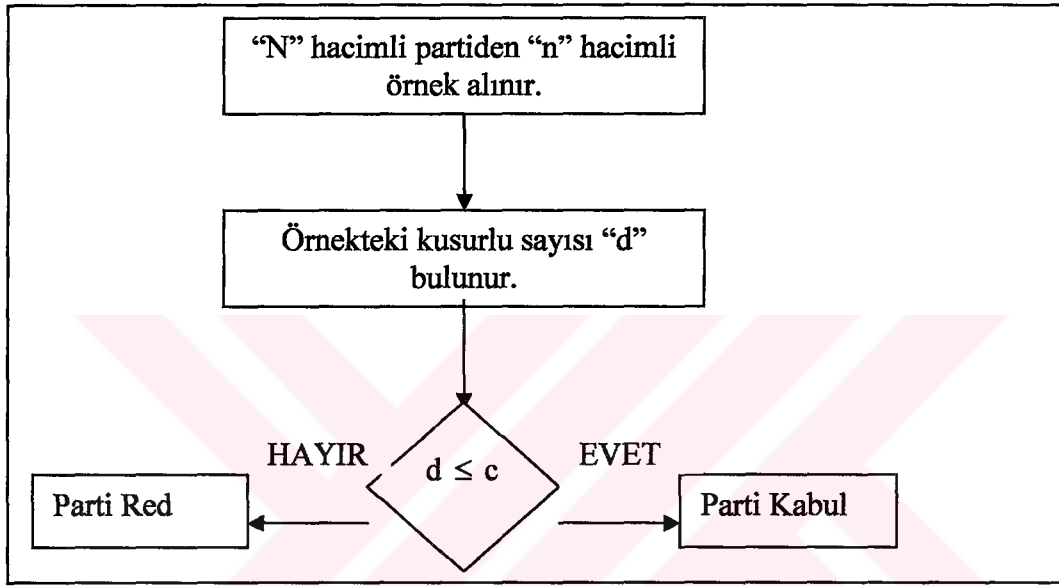 “N” hacimli partiden “n” hacimli
örnek alınır.
Örnekteki kusurlu sayısı “d”
bulunur.
HAYIR
d ≤ c
EVET
Parti Red
Parti Kabul